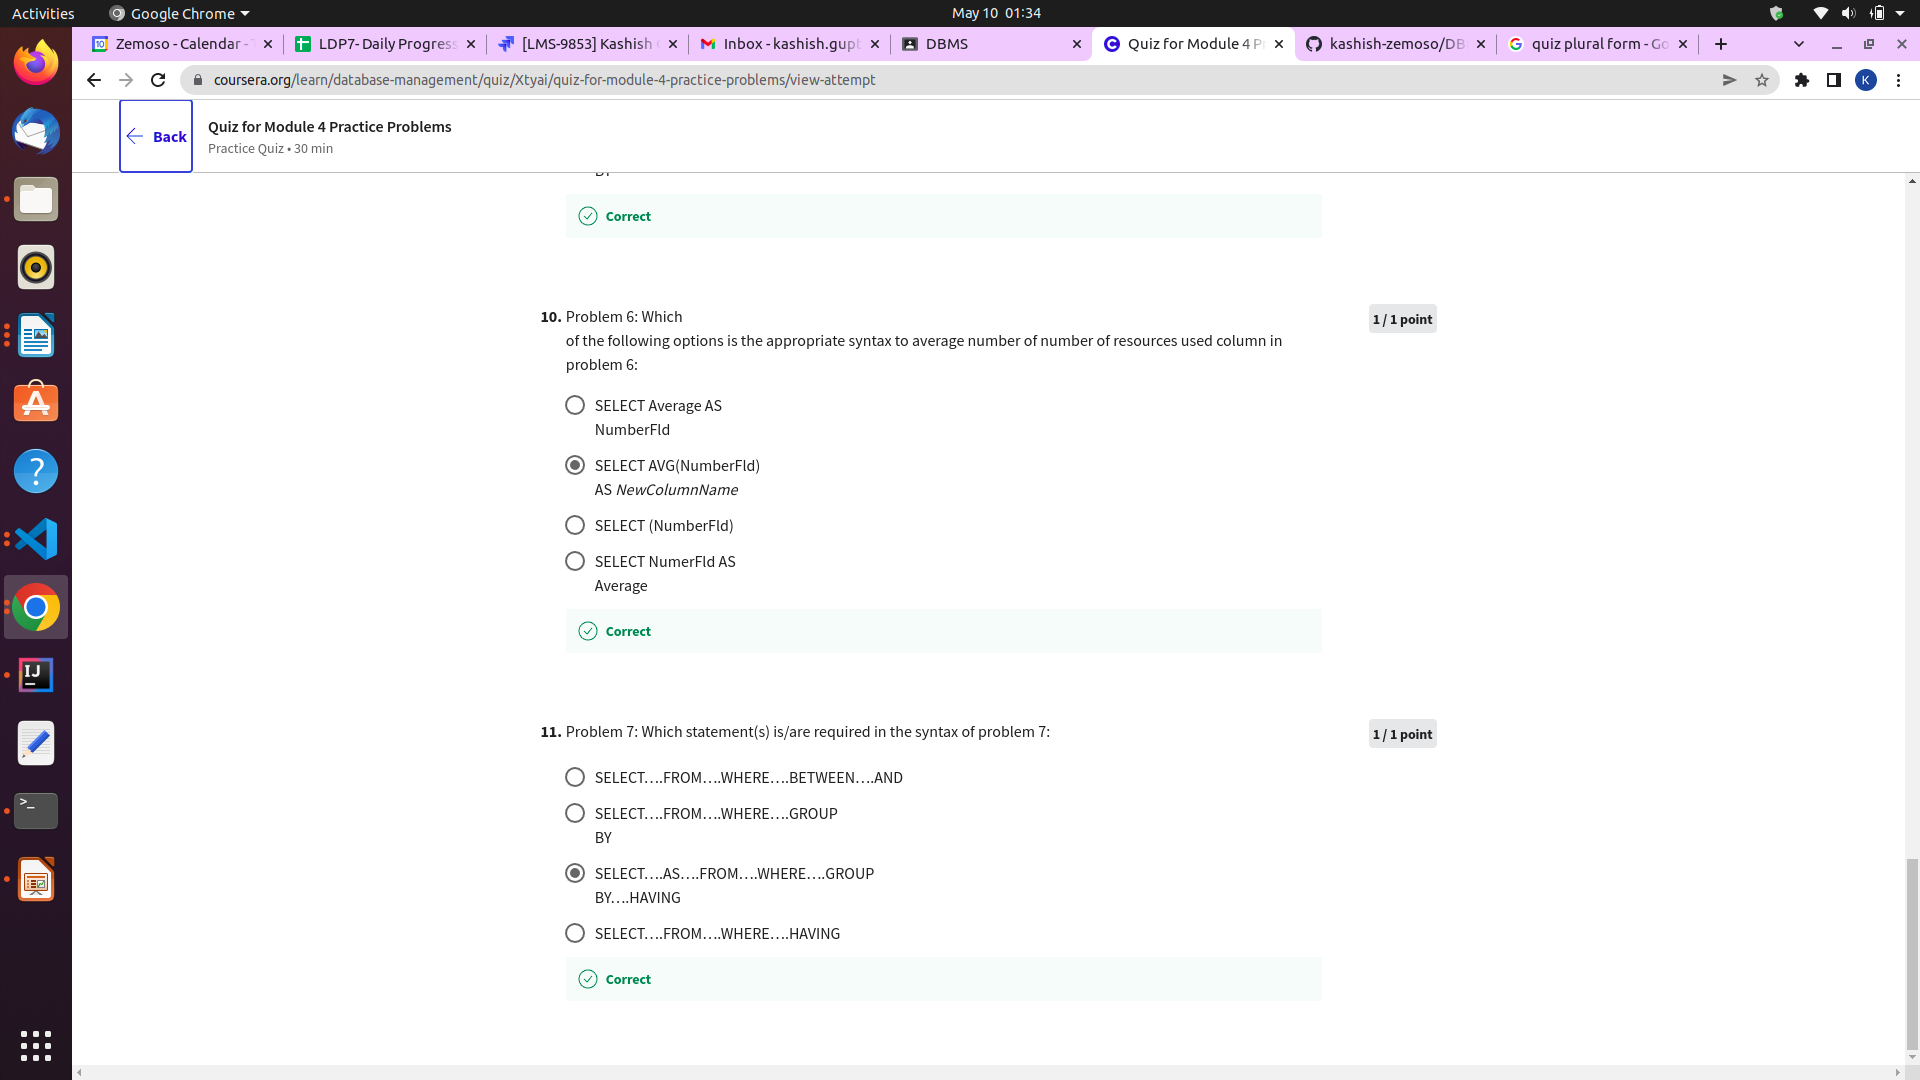 Activities
Google Chrome
May 10 01:34
Zemoso - Calendar -
LDP7- Daily Progress
[LMS-9853] Kashish
Inbox - kashish.gupt
DBMS
Quiz for Module 4 P
kashish-zemoso/DB
quiz plural form - Go
coursera.org/learn/database-management/quiz/Xtyai/quiz-for-module-4-practice-problems/view-attempt
K
Back
Quiz for Module 4 Practice Problems
Practice Quiz • 30 min
Correct
10. Problem 6: Which
1 / 1 point
of the following options is the appropriate syntax to average number of number of resources used column in
problem 6:
SELECT Average AS
NumberFld
SELECT AVG(NumberFld)
AS NewColumnName
SELECT (NumberFld)
SELECT NumerFld AS
Average
Correct
11. Problem 7: Which statement(s) is/are required in the syntax of problem 7:
1 / 1 point
SELECT….FROM….WHERE….BETWEEN….AND
SELECT….FROM….WHERE….GROUP
BY
SELECT….AS….FROM….WHERE….GROUP
BY….HAVING
SELECT….FROM….WHERE….HAVING
Correct